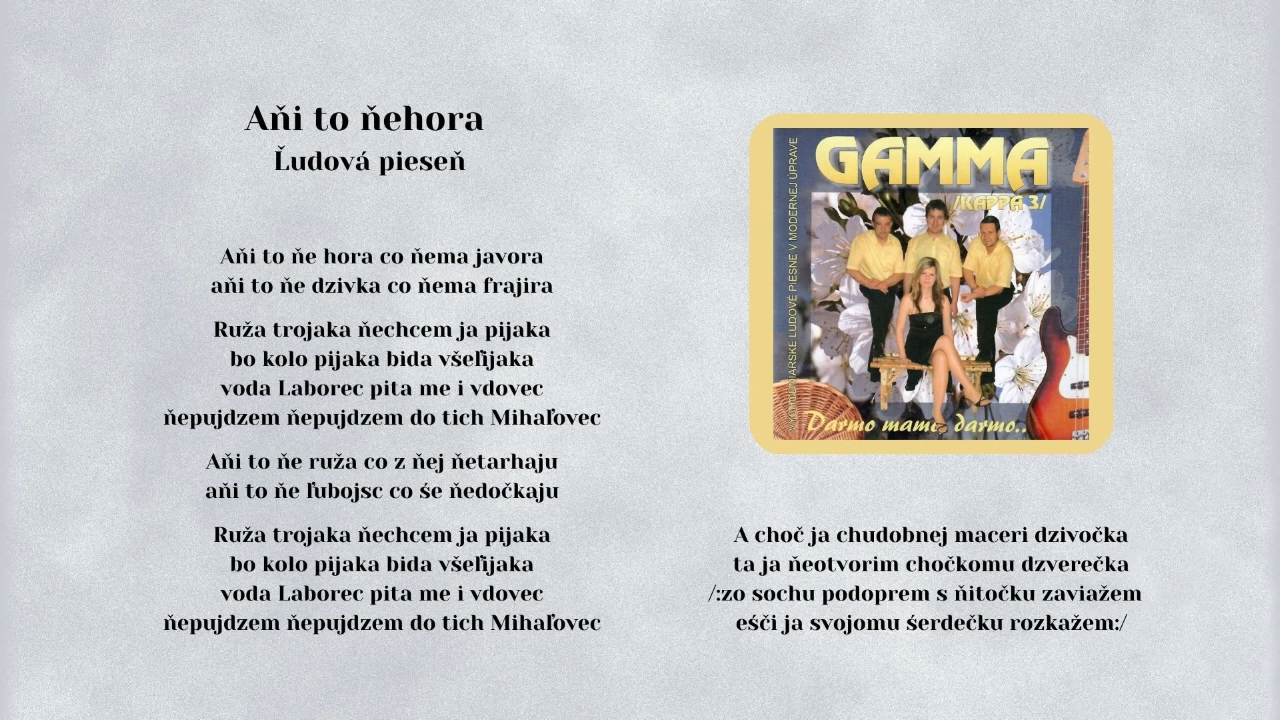 Aňi to ňehora
Ľudová pieseň
Aňi to ňe hora co ňema javora
aňi to ňe dzivka co ňema frajira
Ruža trojaka ňechcem ja pijaka
bo kolo pijaka bida všeľijaka
voda Laborec pita me i vdovec
ňepujdzem ňepujdzem do tich Mihaľovec
Aňi to ňe ruža co z ňej ňetarhaju
aňi to ňe ľubojsc co śe ňedočkaju
Ruža trojaka ňechcem ja pijaka
bo kolo pijaka bida všeľijaka
voda Laborec pita me i vdovec
ňepujdzem ňepujdzem do tich Mihaľovec
GAMMA
/KAPPA 3/
ĽUDOVÉ PIESNE V MODERNEJ ÚPRAVE
Darmo mamo darmo..
A choč ja chudobnej maceri dzivočka
ta ja ňeotvorim chočkomu dzverečka
/:zo sochu podoprem s ňitočku zaviažem
ešči ja svojomu śerdečku rozkažem:/